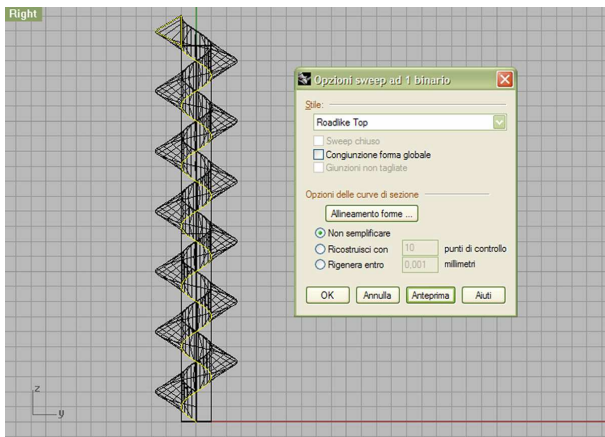 Right
Opzioni sweep ad 1 binario
Stile:
Roadlike Top
Sweep chiuso
Congiunzione forma globale
Giunzioni non tagliate
Opzioni delle curve di sezione
Allineamento forme ...
Non semplificare
Ricostruisci con 10 punti di controllo
Rigenera entro 0,001 millimetri
OK Annulla Anteprima Aiuti
z
y